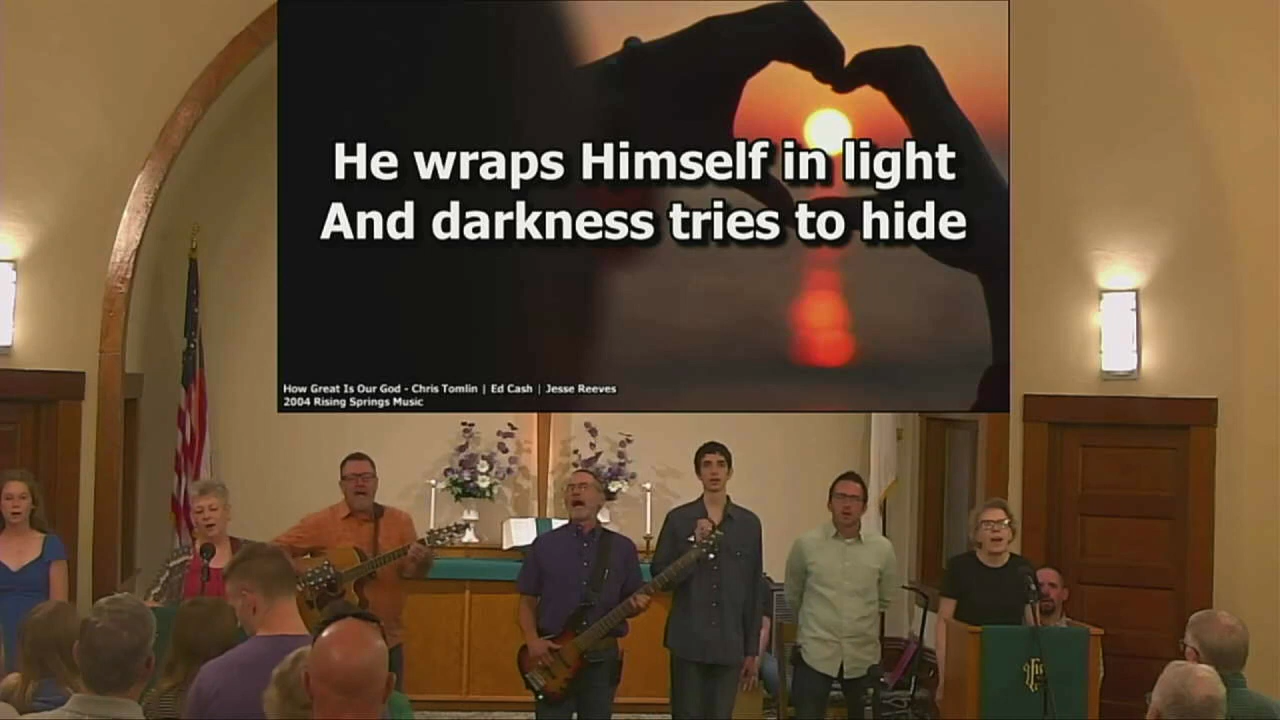 He wraps Himself in light
And darkness tries to hide
How Great Is Our God - Chris Tomlin | Ed Cash | Jesse Reeves
2004 Rising Springs Music